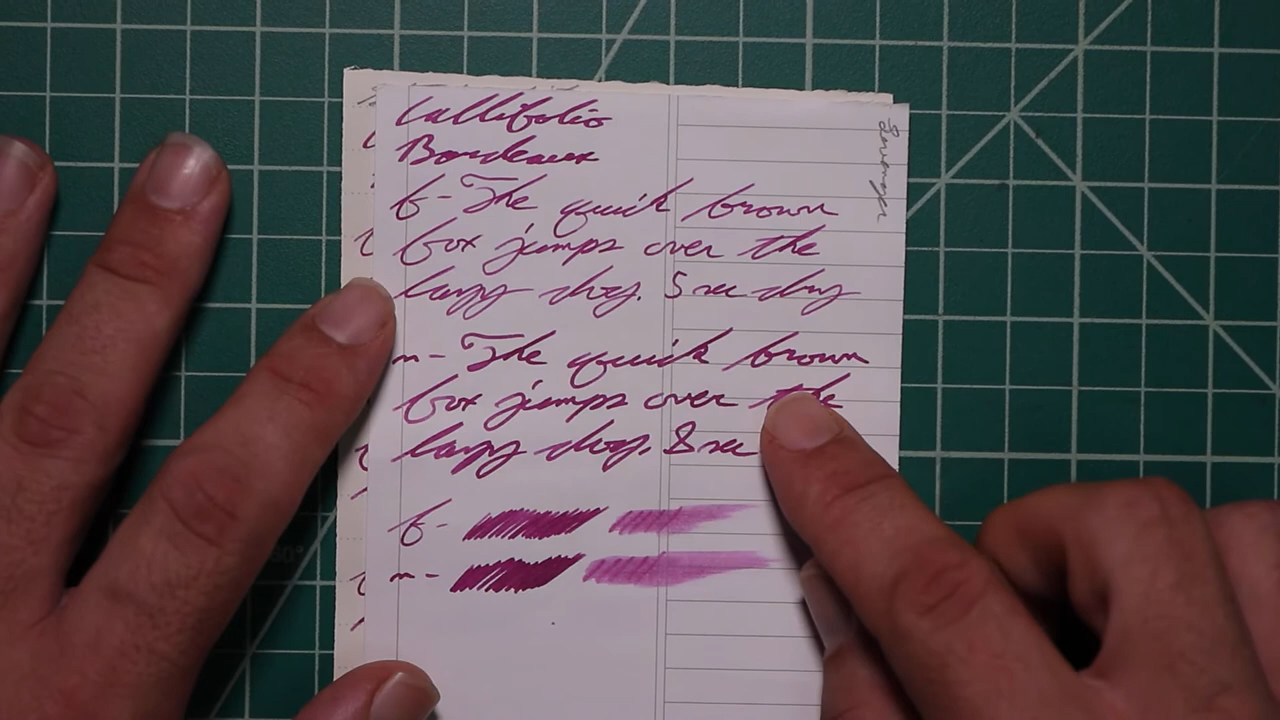 Callifolio
Bordeaux
f- The quick brown
fox jumps over the
lazy dog. 5 sec dry
m- The quick brown
fox jumps over the
lazy dog. 8 sec
f-
m-